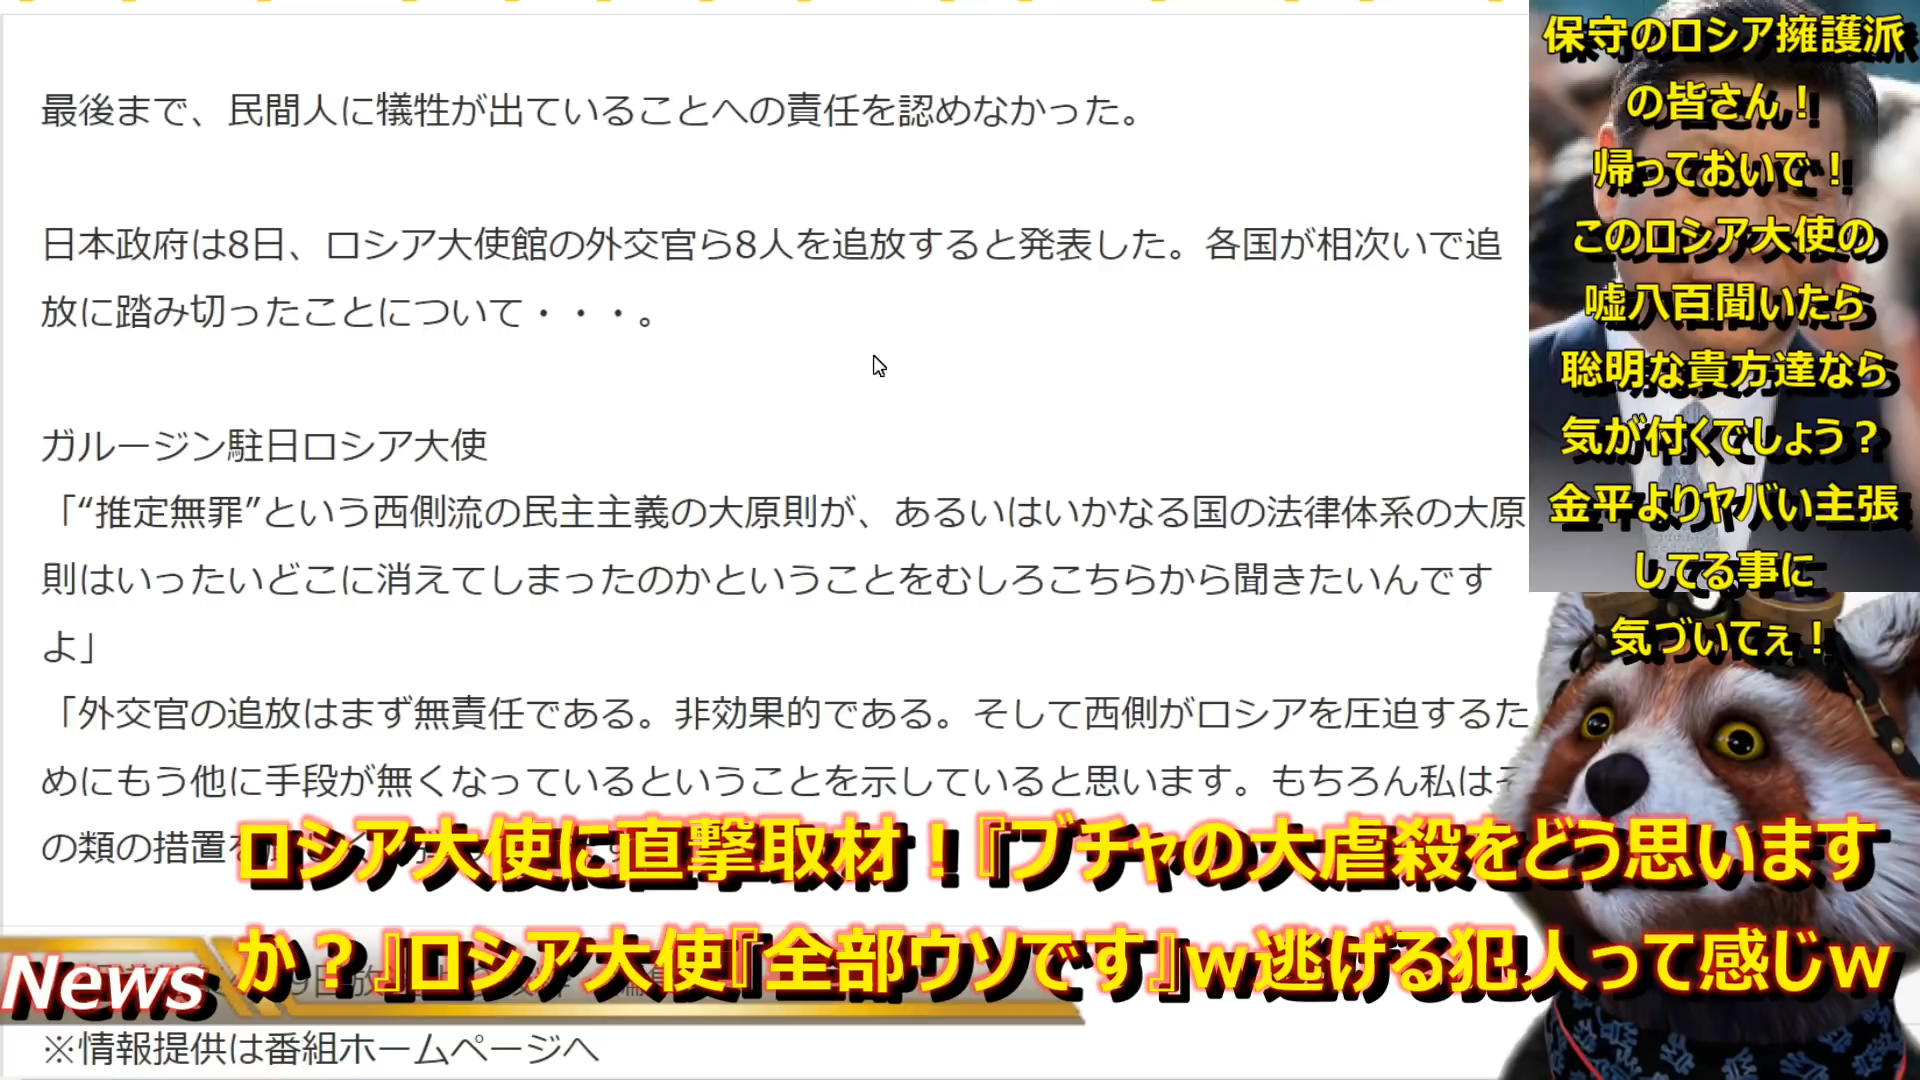 最後まで、民間人に犠牲が出ていることへの責任を認めなかった。
日本政府は8日、ロシア大使館の外交官ら8人を追放すると発表した。各国が相次いで追
放に踏み切ったことについて・・・。
ガルージン駐日ロシア大使
「“推定無罪”という西側流の民主主義の大原則が、あるいはいかなる国の法律体系の大原
則はいったいどこに消えてしまったのかということをむしろこちらから聞きたいんです
よ」
「外交官の追放はまず無責任である。非効果的である。そして西側がロシアを圧迫するた
めにもう他に手段が無くなっているということを示していると思います。もちろん私はそ
の類の措置を
※情報提供は番組ホームページへ
保守のロシア擁護派
の皆さん！
帰っておいで！
このロシア大使の
嘘八百聞いたら
聡明な貴方達なら
気が付くでしょう？
金平よりヤバい主張
してる事に
気づいてぇ！
ロシア大使に直撃取材！『ブチャの大虐殺をどう思います
か？』ロシア大使『全部ウソです』ｗ逃げる犯人って感じｗ
News